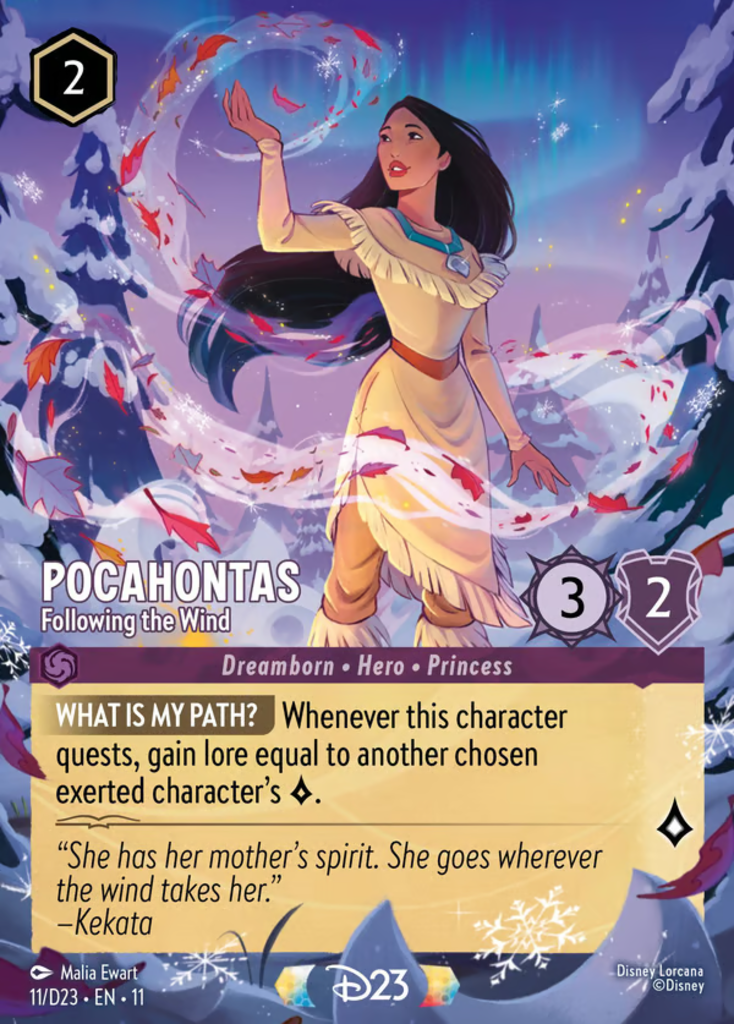 2
POCAHONTAS
Following the Wind
3
2
Dreamborn • Hero • Princess
WHAT IS MY PATH? Whenever this character
quests, gain lore equal to another chosen
exerted character's .
“She has her mother's spirit. She goes wherever
the wind takes her.”
–Kekata
Malia Ewart
11/D23 • EN • 11
D23
Disney Lorcana
©Disney